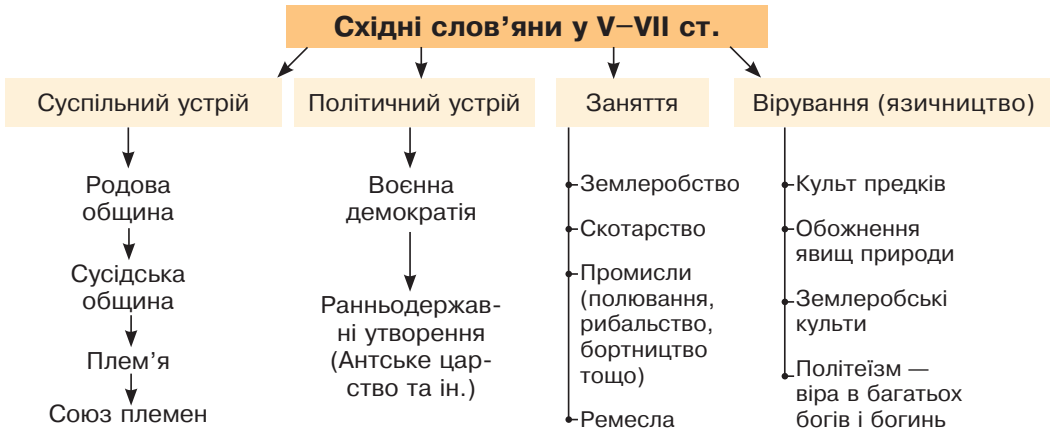 Східні слов’яни у V–VII ст.
Суспільний устрій
Родова
община
Сусідська
община
Плем’я
Союз племен
Політичний устрій
Воєнна
демократія
Ранньодержав-
ні утворення
(Антське цар-
ство та ін.)
Заняття
Землеробство
Скотарство
Промисли
(полювання,
рибальство,
бортництво
тощо)
Ремесла
Вірування (язичництво)
Культ предків
Обожнення
явищ природи
Землеробські
культи
Політеїзм —
віра в багатьох
богів і богинь